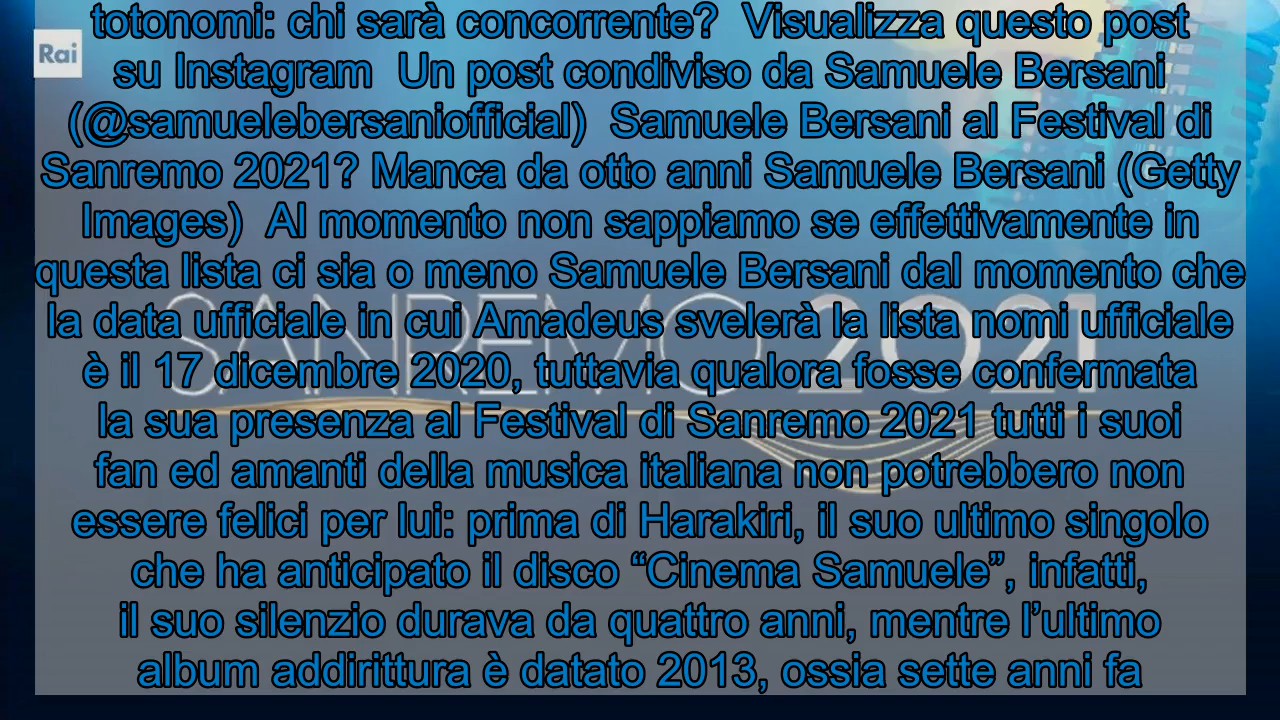 totonomi: chi sarà concorrente?  Visualizza questo post
Rai
su Instagram  Un post condiviso da Samuele Bersani
(@samuelebersaniofficial)  Samuele Bersani al Festival di
Sanremo 2021? Manca da otto anni Samuele Bersani (Getty
Images)  Al momento non sappiamo se effettivamente in
questa lista ci sia o meno Samuele Bersani dal momento che
la data ufficiale in cui Amadeus svelerà la lista nomi ufficiale
è il 17 dicembre 2020, tuttavia qualora fosse confermata
la sua presenza al Festival di Sanremo 2021 tutti i suoi
fan ed amanti della musica italiana non potrebbero non
essere felici per lui: prima di Harakiri, il suo ultimo singolo
che ha anticipato il disco “Cinema Samuele”, infatti,
il suo silenzio durava da quattro anni, mentre l’ultimo
album addirittura è datato 2013, ossia sette anni fa
SANREMO 2021